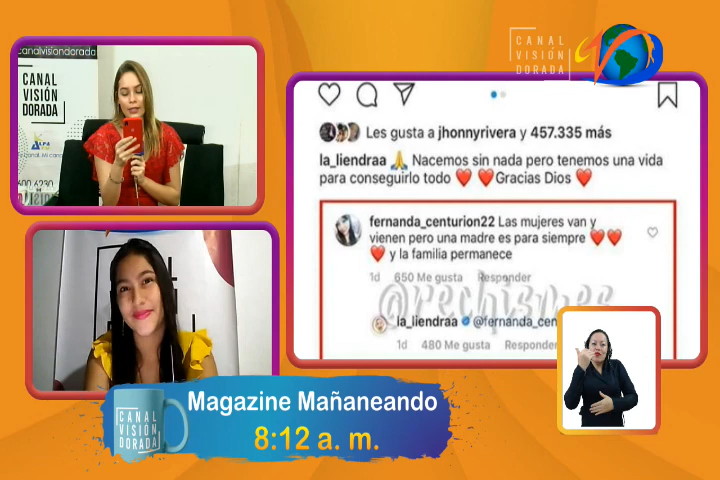 canalvisiondorada
CANAL
VISIÓN
DORADA
600 6230
CANAL
VISIÓN
DORADA
Les gusta a jhonnyrivera y 457.335 más
la_liendraa 🙏 Nacemos sin nada pero tenemos una vida
para conseguirlo todo ❤️ ❤️Gracias Dios ❤️
fernanda_centurion22 Las mujeres van y
vienen pero una madre es para siempre ❤️❤️
❤️ y la familia permanece
1d 650 Me gusta Responder
@rechismes
la_liendraa @fernanda_cen
1d 480 Me gusta Responder
CANAL
VISIÓN
DORADA
Magazine Mañaneando
8:12 a. m.